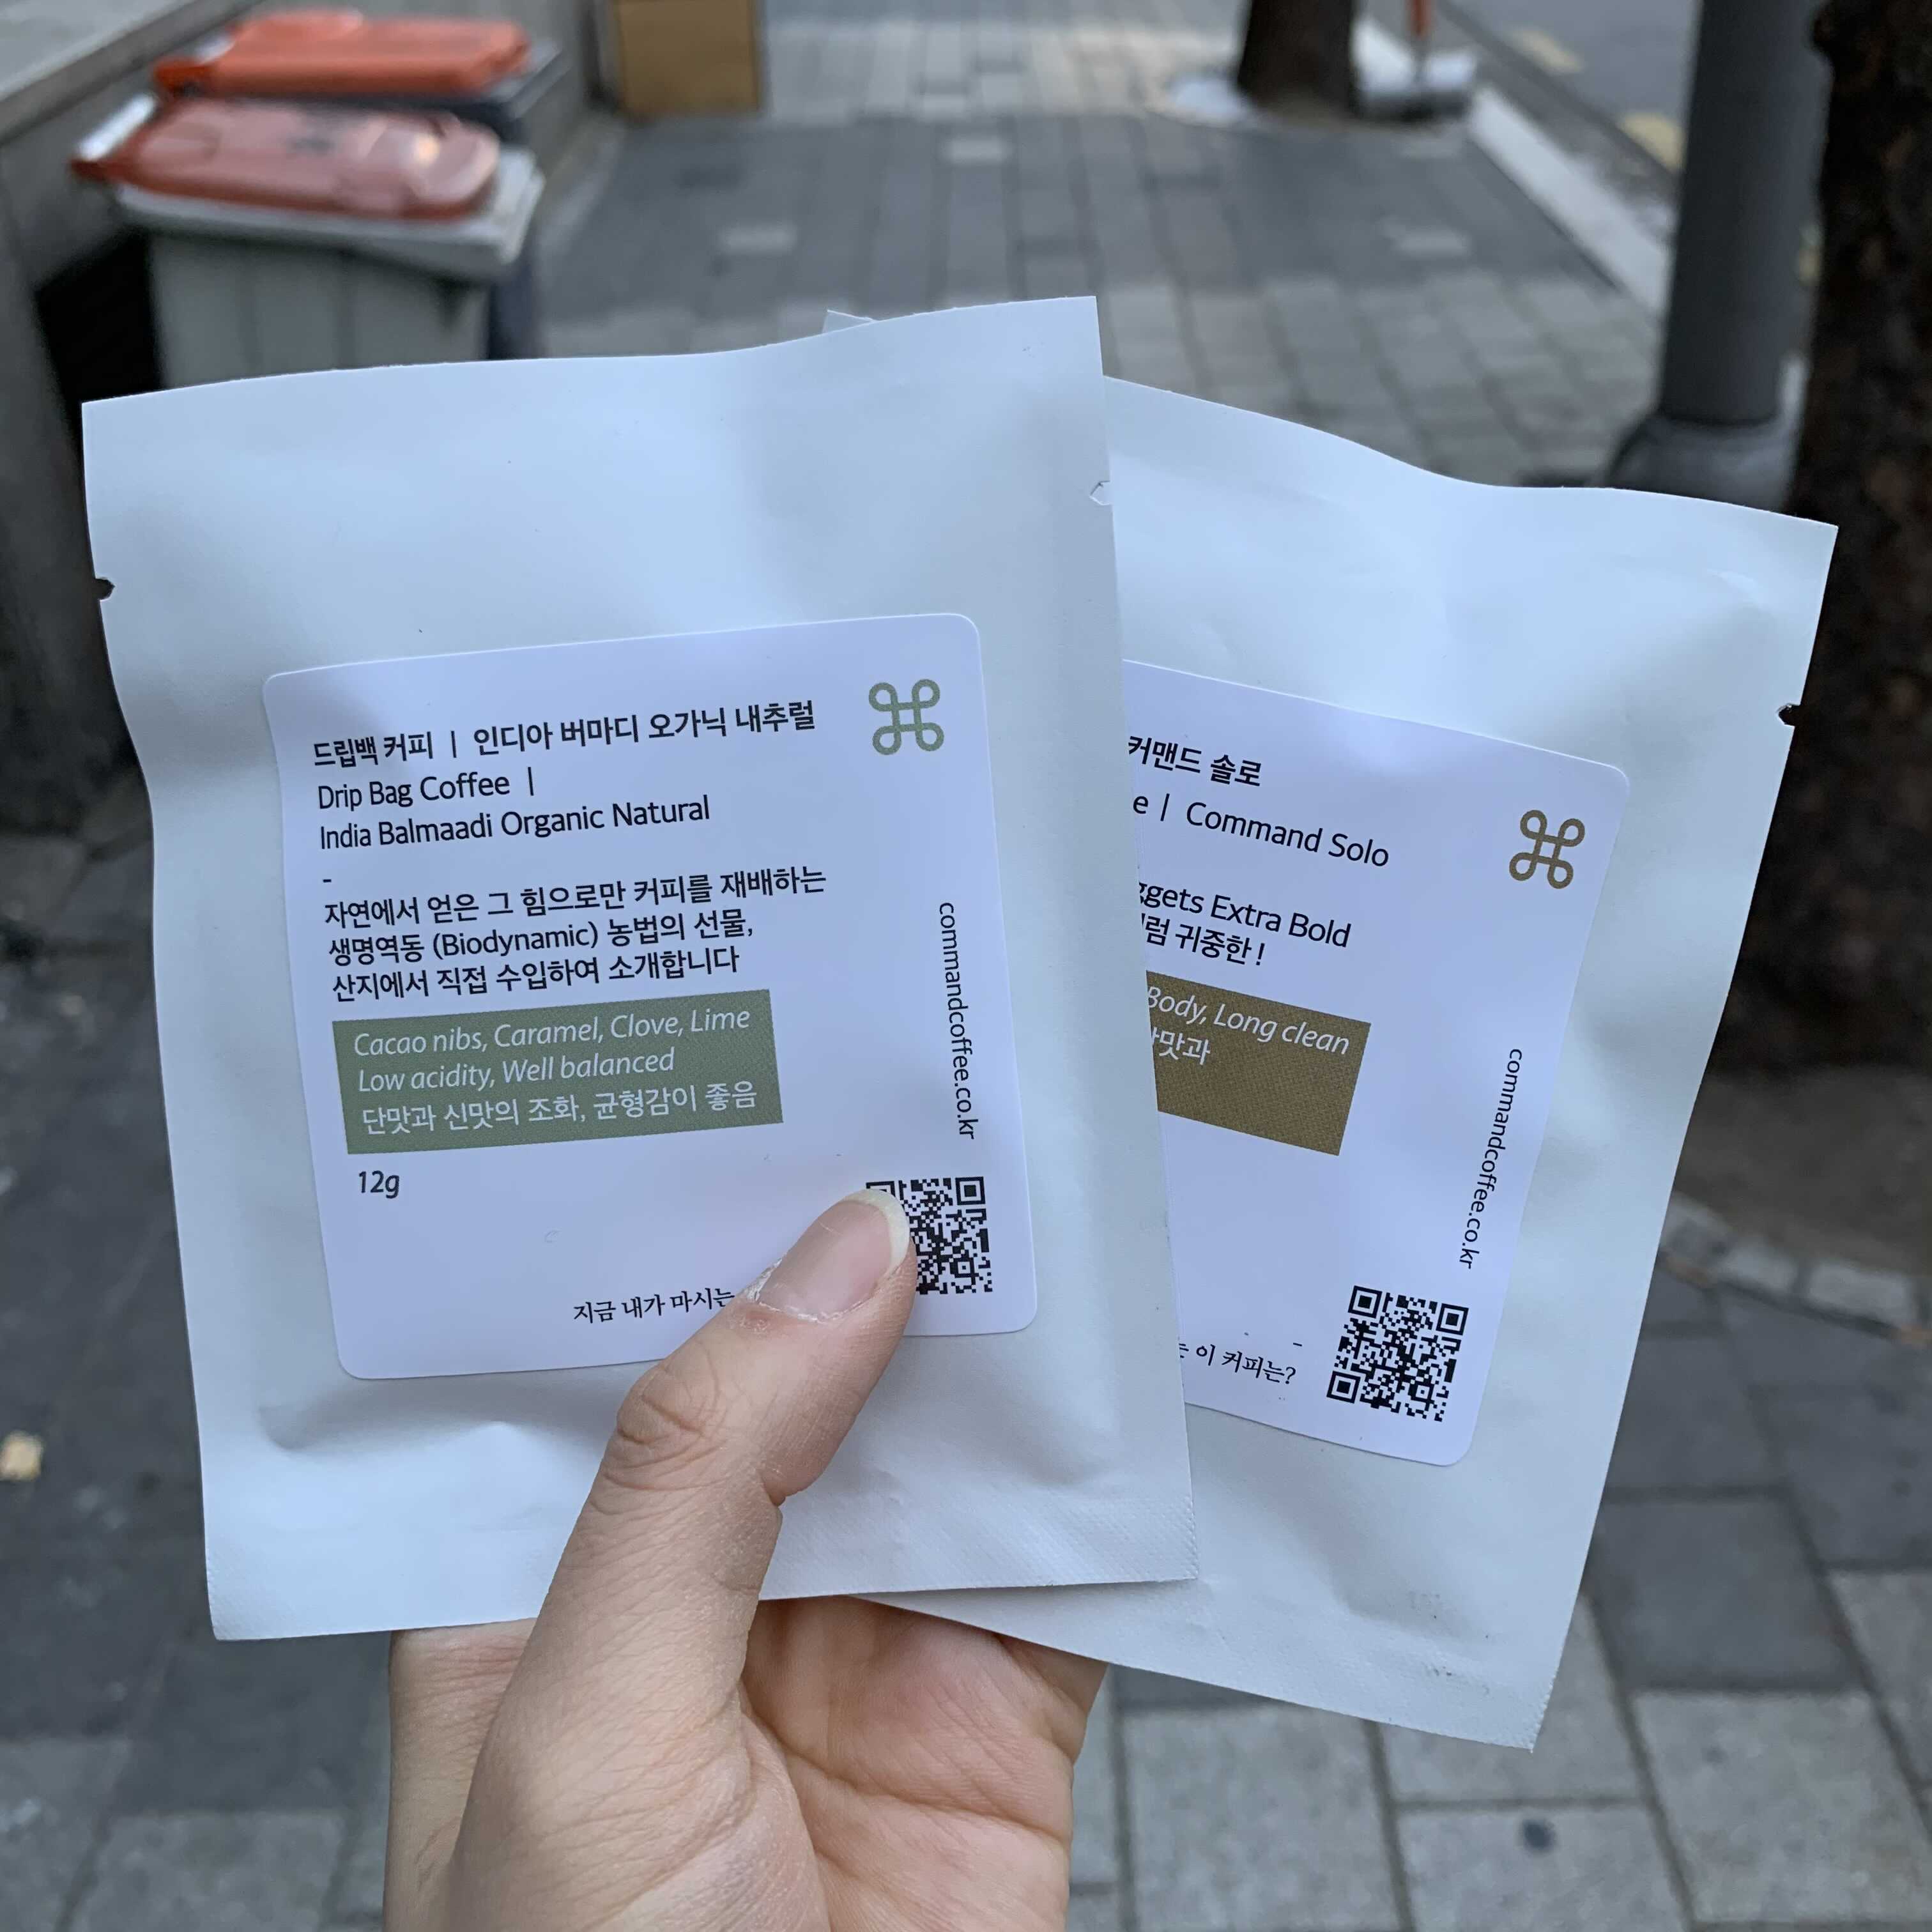 드립백 커피 | 인디아 버마디 오가닉 내추럴
Drip Bag Coffee |
India Balmaadi Organic Natural
-
자연에서 얻은 그 힘으로만 커피를 재배하는
생명역동 (Biodynamic) 농법의 선물,
산지에서 직접 수입하여 소개합니다
Cacao nibs, Caramel, Clove, Lime
Low acidity, Well balanced
단맛과 신맛의 조화, 균형감이 좋음
12g
지금 내가 마시는
commandcoffee.co.kr
커맨드 솔로
e | Command Solo
ggets Extra Bold
귀중한!
Body, Long clean
단맛과
이 커피는?
commandcoffee.co.kr